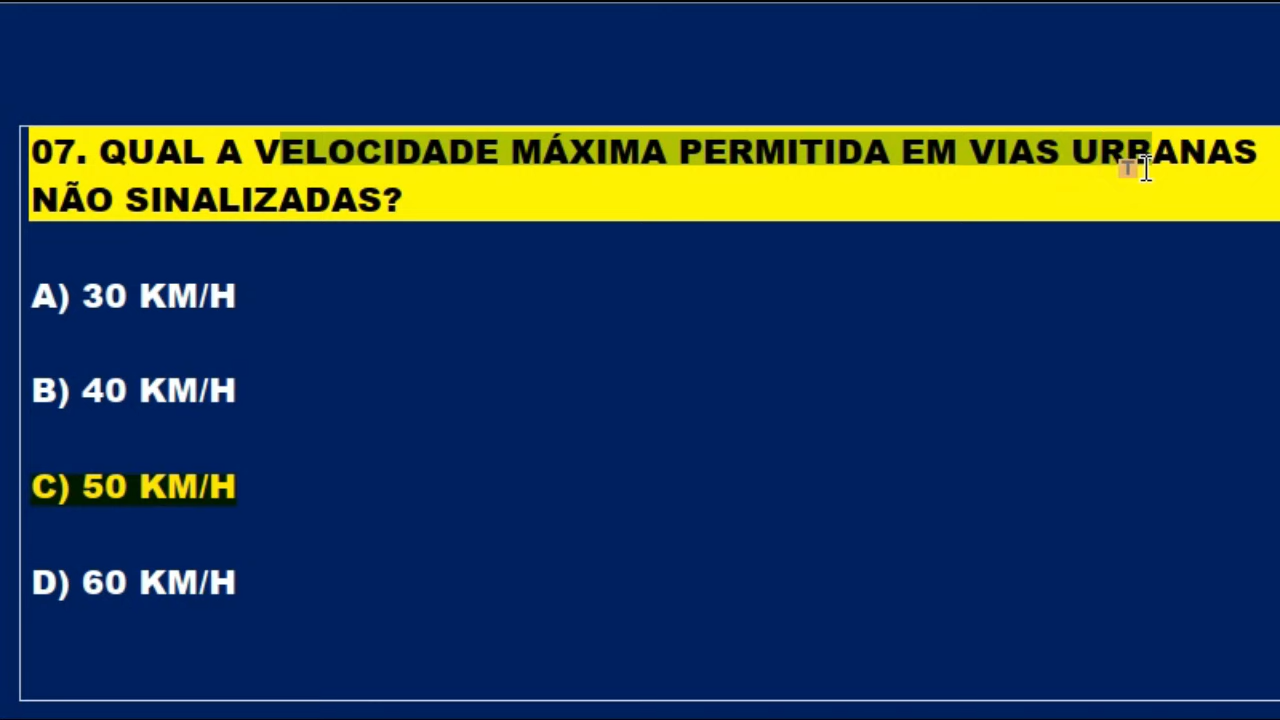 07. QUAL A VELOCIDADE MÁXIMA PERMITIDA EM VIAS URBANAS
NÃO SINALIZADAS?
A) 30 KM/H
B) 40 KM/H
C) 50 KM/H
D) 60 KM/H